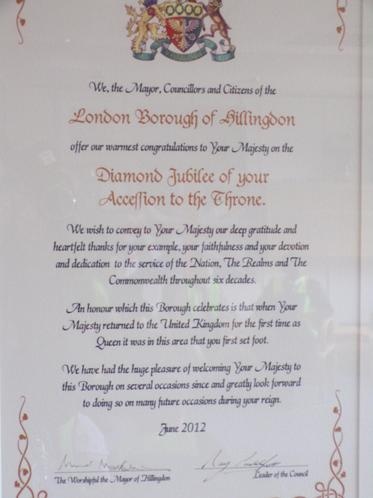 We, the Mayor, Councillors and Citizens of the
London Borough of Hillingdon
offer our warmest congratulations to Your Majesty on the
Diamond Jubilee of your
Accession to the Throne.
We wish to convey to Your Majesty our deep gratitude and
heartfelt thanks for your example, your faithfulness and your devotion
and dedication to the service of the Nation, The Realms and The
Commonwealth throughout six decades.
An honour which this Borough celebrates is that when Your
Majesty returned to the United Kingdom for the first time as
Queen it was in this area that you first set foot.
We have had the huge pleasure of welcoming Your Majesty to
this Borough on several occasions since and greatly look forward
to doing so on many future occasions during your reign.
June 2012
The Worshipful the Mayor of Hillingdon
Leader of the Council